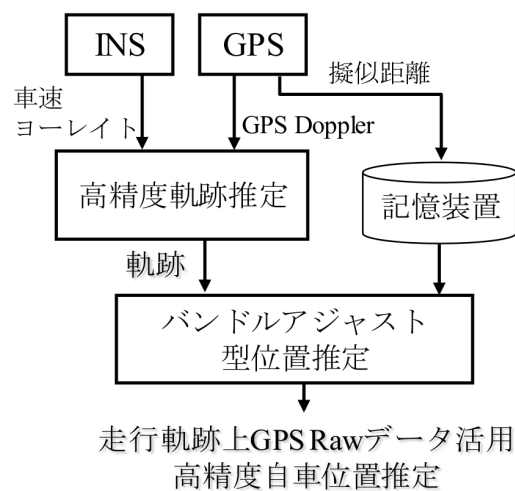 INS
GPS
擬似距離
車速
ヨーレイト
GPS Doppler
高精度軌跡推定
記憶装置
軌跡
バンドルアジャスト
型位置推定
走行軌跡上GPS Rawデータ活用
高精度自車位置推定